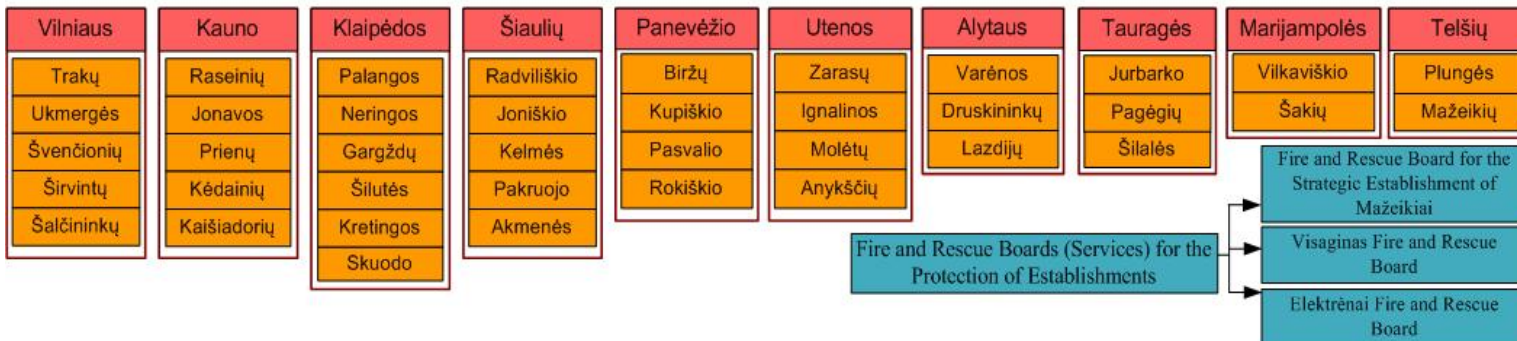 Vilniaus
Trakų
Ukmergės
Švenčionių
Širvintų
Šalčininkų
Kauno
Raseinių
Jonavos
Prienų
Kėdainių
Kaišiadorių
Klaipėdos
Palangos
Neringos
Gargždų
Šilutės
Kretingos
Skuodo
Šiaulių
Radviliškio
Joniškio
Kelmės
Pakruojo
Akmenės
Panevėžio
Biržų
Kupiškio
Pasvalio
Rokiškio
Utenos
Zarasų
Ignalinos
Molėtų
Anykščių
Alytaus
Varėnos
Druskininkų
Lazdijų
Tauragės
Jurbarko
Pagėgių
Šilalės
Marijampolės
Vilkaviškio
Šakių
Telšių
Plungės
Mažeikių
Fire and Rescue Boards (Services) for the
Protection of Establishments
Fire and Rescue Board for the
Strategic Establishment of
Mažeikiai
Visaginas Fire and Rescue
Board
Elektrėnai Fire and Rescue
Board